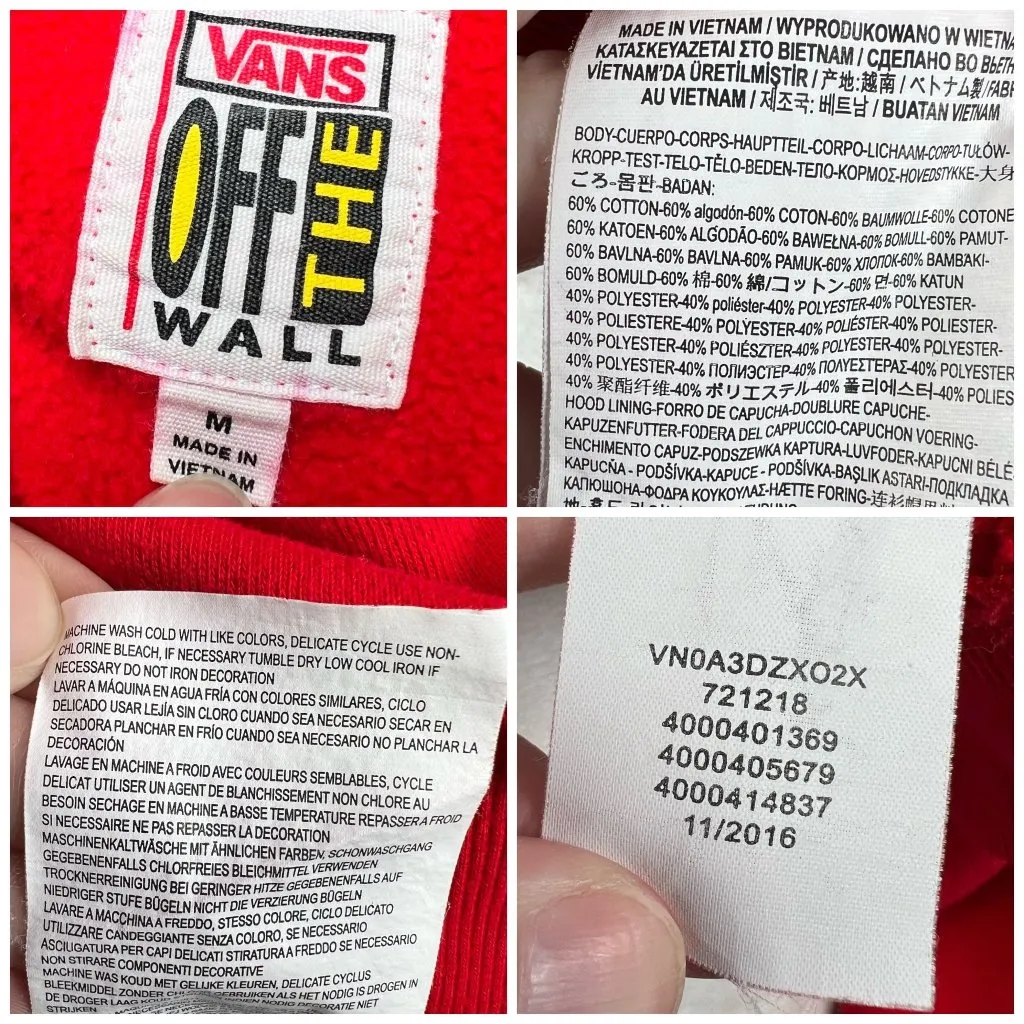 VANS
OFF THE
WALL
M
MADE IN
VIETNAM
MADE IN VIETNAM / WYPRODUKOWANO W
ΚΑΤΑΣΚΕΥΑΖΕΤΑΙ ΣΤΟ ΒΙΕΤΝΑΜ / СДЕЛАНО ВО
VİETNAM'DA ÜRETİLMİŞTİR / 产地:越南 / ベトナム製
AU VIETNAM / 제조국: 베트남 / BUATAN VIETNAM
BODY-CUERPO-CORPS-HAUPTTEIL-CORPO-LICHAAM-CORPO-TUŁÓW-
KROPP-TEST-TELO-TĚLO-BEDEN-ТЕЛО-ΚΟΡΜΟΣ-HOVEDSTYKKE-大身
ごろ-몸판-BADAN:
60% COTTON-60% algodón-60% COTON-60% BAUMWOLLE-60% COTONE
60% KATOEN-60% ALGODÃO-60% BAWEŁNA-60% BOMULL-60% PAMUT-
60% BAVLNA-60% BAVLNA-60% PAMUK-60% ХЛОПОК-60% ΒΑΜΒΑΚΙ-
60% BOMULD-60% 棉-60% 綿/コットン-60% 면-60% KATUN
40% POLYESTER-40% poliéster-40% POLYESTER-40% POLYESTER-
40% POLIESTERE-40% POLYESTER-40% POLIÉSTER-40% POLIESTER-
40% POLYESTER-40% POLIÉSZTER-40% POLYESTER-40% POLYESTER-
40% POLYESTER-40% ПОЛИЭСТЕР-40% ΠΟΛΥΕΣΤΕΡΑΣ-40% POLYESTER
40% 聚酯纤维-40% ポリエステル-40% 폴리에스터-40%
HOOD LINING-FORRO DE CAPUCHA-DOUBLURE CAPUCHE-
KAPUZENFUTTER-FODERA DEL CAPPUCCIO-CAPUCHON VOERING-
ENCHIMENTO CAPUZ-PODSZEWKA KAPTURA-LUVFODER-KAPUCNI BÉLÉ
KAPUCŇA - PODŠÍVKA-KAPUCE - PODŠÍVKA-BAŞLIK ASTARI-ПОДКЛАДКА
КАПЮШОНА-ΦΟΔΡΑ ΚΟΥΚΟΥΛΑΣ-HÆTTE FORING-连衫帽里
MACHINE WASH COLD WITH LIKE COLORS, DELICATE CYCLE USE NON-
CHLORINE BLEACH, IF NECESSARY TUMBLE DRY LOW COOL IRON IF
NECESSARY DO NOT IRON DECORATION
LAVAR A MÁQUINA EN AGUA FRÍA CON COLORES SIMILARES, CICLO
DELICADO USAR LEJÍA SIN CLORO CUANDO SEA NECESARIO SECAR EN
SECADORA PLANCHAR EN FRÍO CUANDO SEA NECESARIO NO PLANCHAR LA
DECORACIÓN
LAVAGE EN MACHINE A FROID AVEC COULEURS SEMBLABLES, CYCLE
DELICAT UTILISER UN AGENT DE BLANCHISSEMENT NON CHLORE AU
BESOIN SECHAGE EN MACHINE A BASSE TEMPERATURE REPASSER A FROID
SI NECESSAIRE NE PAS REPASSER LA DECORATION
MASCHINENKALTWÄSCHE MIT ÄHNLICHEN FARBEN, SCHONWASCHGANG
GEGEBENENFALLS CHLORFREIES BLEICHMITTEL VERWENDEN
TROCKNERREINIGUNG BEI GERINGER HITZE GEGEBENENFALLS AUF
NIEDRIGER STUFE BÜGELN NICHT DIE VERZIERUNG BÜGELN
LAVARE A MACCHINA A FREDDO, STESSO COLORE, CICLO DELICATO
UTILIZZARE CANDEGGIANTE SENZA COLORO, SE NECESSARIO
ASCIUGATURA PER CAPI DELICATI STIRATURA A FREDDO SE NECESSARIO
NON STIRARE COMPONENTI DECORATIVE
MACHINE WAS KOUD MET GELIJKE KLEUREN, DELICATE CYCLUS
BLEEKMIDDEL ZONDER GEBRUIKEN ALS HET NODIG IS DROGEN IN
DE DROGER LAAG NODIG DECORATIE NIET
STRIJKEN
VN0A3DZXO2X
721218
4000401369
4000405679
4000414837
11/2016